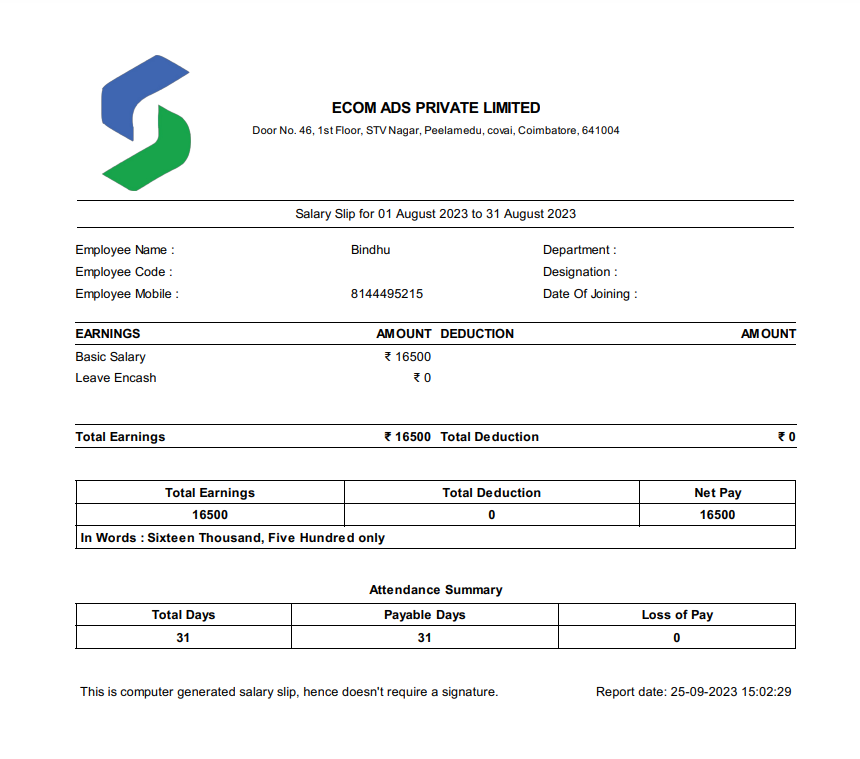 ECOM ADS PRIVATE LIMITED
Door No. 46, 1st Floor, STV Nagar, Peelamedu, covai, Coimbatore, 641004
Salary Slip for 01 August 2023 to 31 August 2023
Employee Name : Bindhu Department :
Employee Code : Designation :
Employee Mobile : 8144495215 Date Of Joining :
EARNINGS AMOUNT DEDUCTION AMOUNT
Basic Salary ₹ 16500
Leave Encash ₹ 0
Total Earnings ₹ 16500 Total Deduction ₹ 0
Total Earnings Total Deduction Net Pay
16500 0 16500
In Words : Sixteen Thousand, Five Hundred only
Attendance Summary
Total Days Payable Days Loss of Pay
31 31 0
This is computer generated salary slip, hence doesn't require a signature. Report date: 25-09-2023 15:02:29